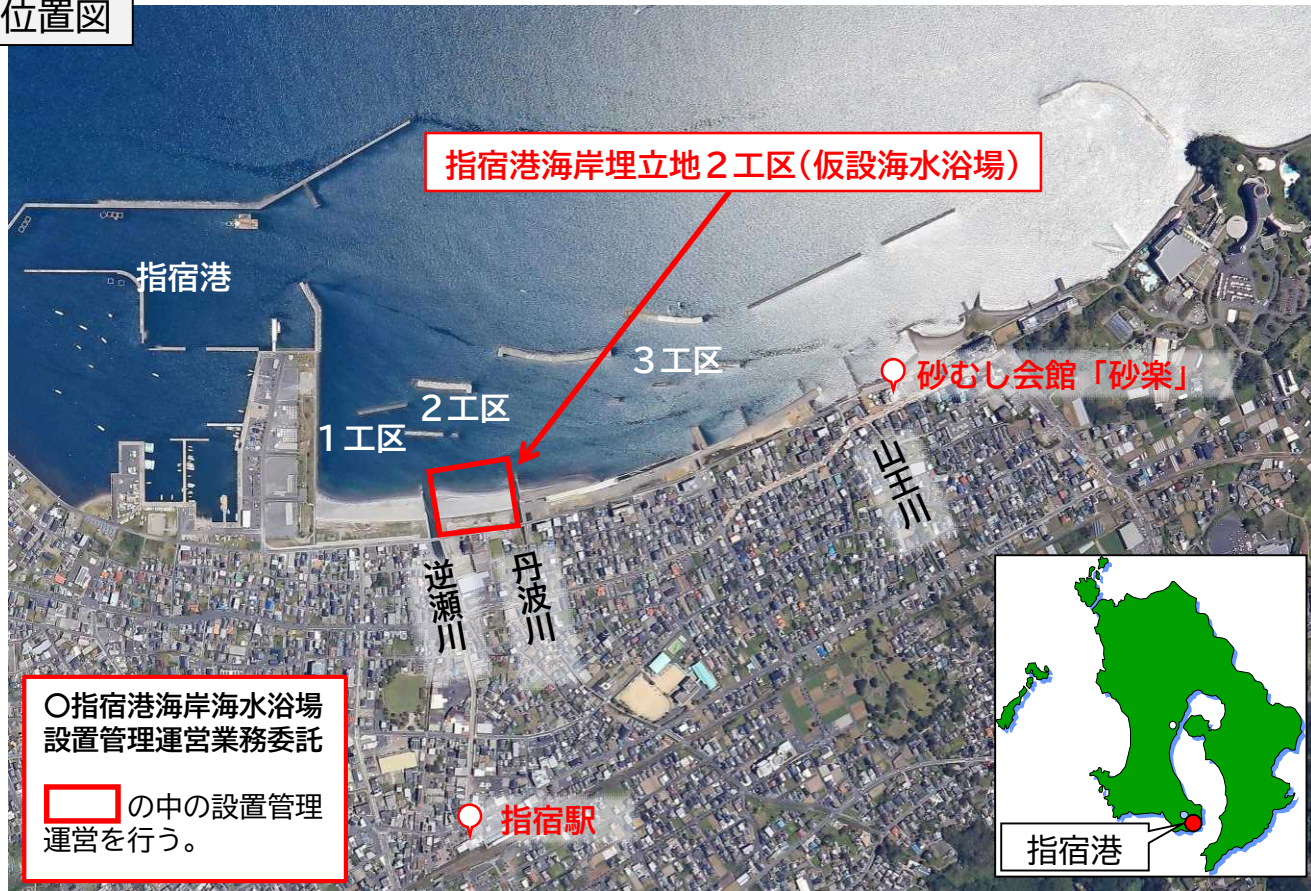 位置図
指宿港海岸埋立地2工区(仮設海水浴場)
指宿港
3工区
砂むし会館「砂楽」
2工区
1工区
山王川
逆瀬川
丹波川
〇指宿港海岸海水浴場
設置管理運営業務委託
の中の設置管理
運営を行う。
指宿駅
指宿港